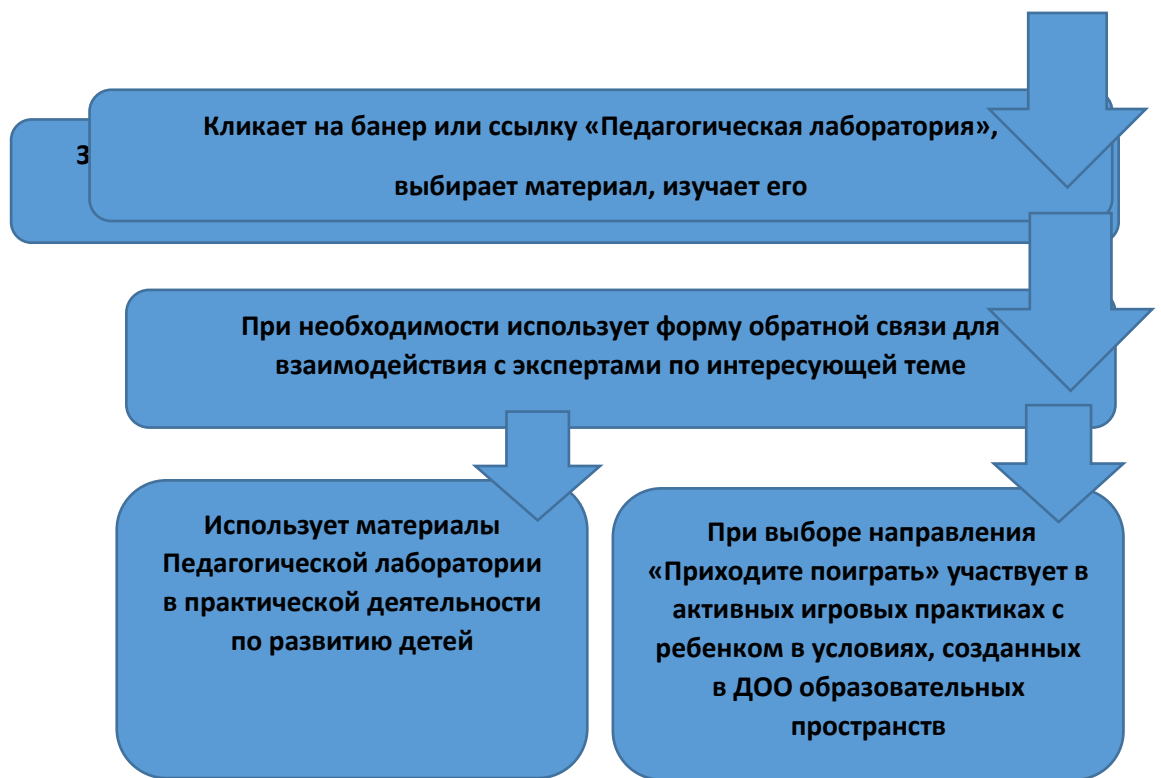 Кликает на банер или ссылку «Педагогическая лаборатория»,
выбирает материал, изучает его
При необходимости использует форму обратной связи для
взаимодействия с экспертами по интересующей теме
Использует материалы
Педагогической лаборатории
в практической деятельности
по развитию детей
При выборе направления
«Приходите поиграть» участвует в
активных игровых практиках с
ребенком в условиях, созданных
в ДОО образовательных
пространств